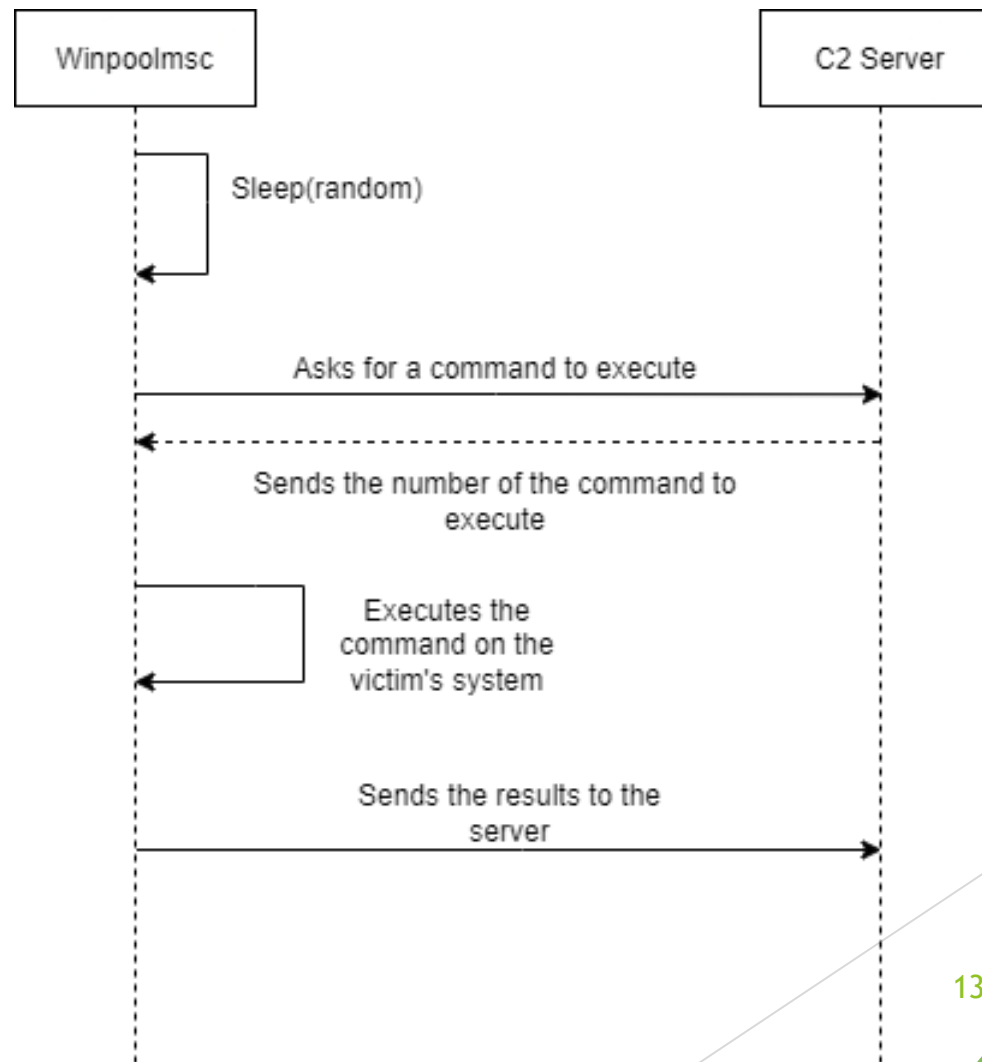 Winpoolmsc
C2 Server
Sleep(random)
Asks for a command to execute
Sends the number of the command to
execute
Executes the
command on the
victim's system
Sends the results to the
server
13